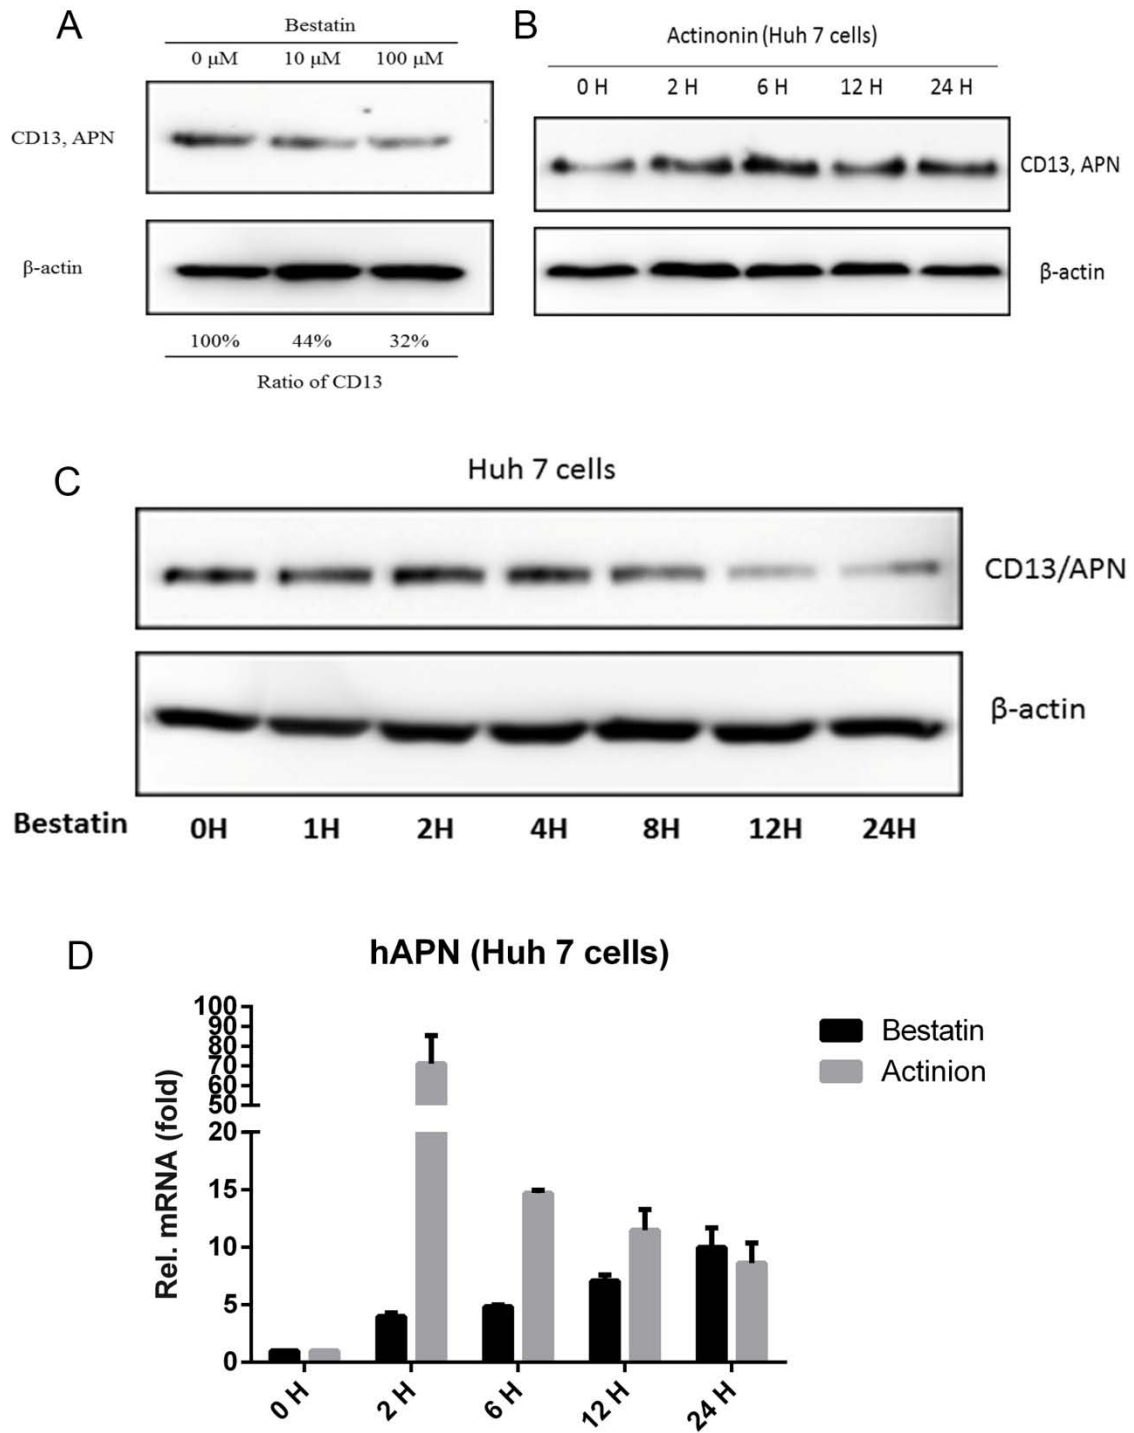 A
Bestatin
0 μM 10 μM 100 μM
CD13, APN
β-actin
100% 44% 32%
Ratio of CD13
B
Actinonin (Huh 7 cells)
0 H 2 H 6 H 12 H 24 H
CD13, APN
β-actin
C
Huh 7 cells
CD13/APN
β-actin
Bestatin 0H 1H 2H 4H 8H 12H 24H
D
hAPN (Huh 7 cells)
Rel. mRNA (fold)
100
90
80
70
60
50
20
15
10
5
0
0 H 2 H 6 H 12 H 24 H
Bestatin
Actinion